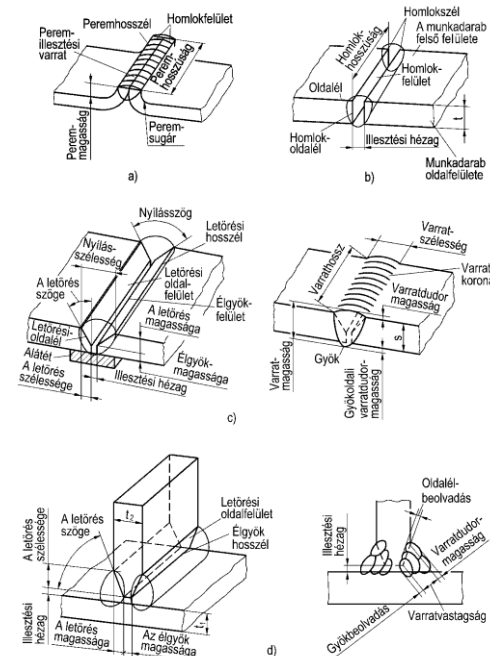 Peremhosszél
Homlokfelület
Perem-
illesztési
varrat
Perem-
hosszúság
Perem-
magasság
Perem-
sugár
a)
Homlokszél
Homlok-
hosszúság
A munkadarab
felső felülete
Oldalél
Homlok-
felület
t
Homlok-
oldalél
Illesztési hézag
Munkadarab
oldalfelülete
b)
Nyílásszög
Nyílás-
szélesség
Letörési
hosszél
A letörés
szöge
Letörési
oldal-
felület
Élgyök-
felület
Letörési-
oldalél
A letörés
magassága
Alátét
A letörés
szélessége
Illesztési hézag
Élgyök-
magassága
c)
Varrat-
szélesség
Varrathossz
Varrat
korona
Varratdudor
magasság
s
Varrat-
magasság
Gyök
Gyökoldali
varratdudor-
magasság
A letörés
szélessége
A letörés
szöge
t2
Letörési
oldalfelület
Élgyök
hosszél
Illesztési
hézag
A letörés
magassága
Az élgyök
magassága
t1
d)
Oldalél-
beolvadás
Illesztési
hézag
Varratdudor-
magasság
Gyökbeolvadás
Varratvastagság